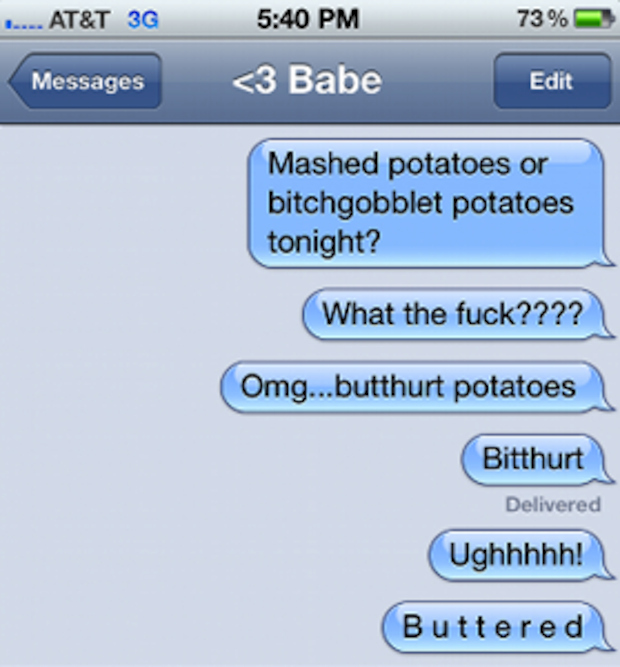 AT&T 3G 5:40 PM 73%
Messages <3 Babe Edit
Mashed potatoes or
bitchgobblet potatoes
tonight?
What the fuck????
Omg...butthurt potatoes
Bitthurt
Delivered
Ughhhhh!
B u t t e r e d